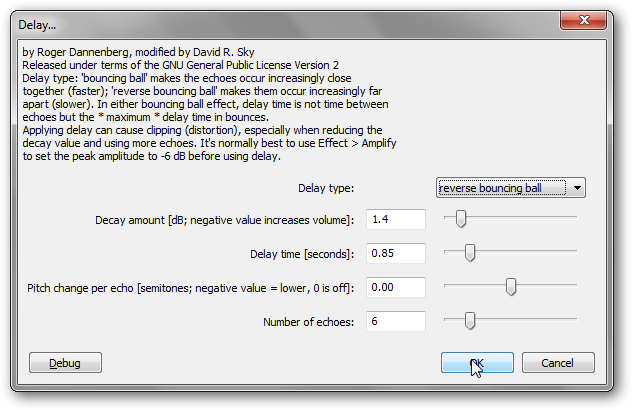 Delay...
by Roger Dannenberg, modified by David R. Sky
Released under terms of the GNU General Public License Version 2
Delay type: 'bouncing ball' makes the echoes occur increasingly close
together (faster); 'reverse bouncing ball' makes them occur increasingly far
apart (slower). In either bouncing ball effect, delay time is not time between
echoes but the * maximum * delay time in bounces.
Applying delay can cause clipping (distortion), especially when reducing the
decay value and using more echoes. It's normally best to use Effect > Amplify
to set the peak amplitude to -6 dB before using delay.
Delay type: reverse bouncing ball
Decay amount [dB; negative value increases volume]: 1.4
Delay time [seconds]: 0.85
Pitch change per echo [semitones; negative value = lower, 0 is off]: 0.00
Number of echoes: 6
Debug OK Cancel